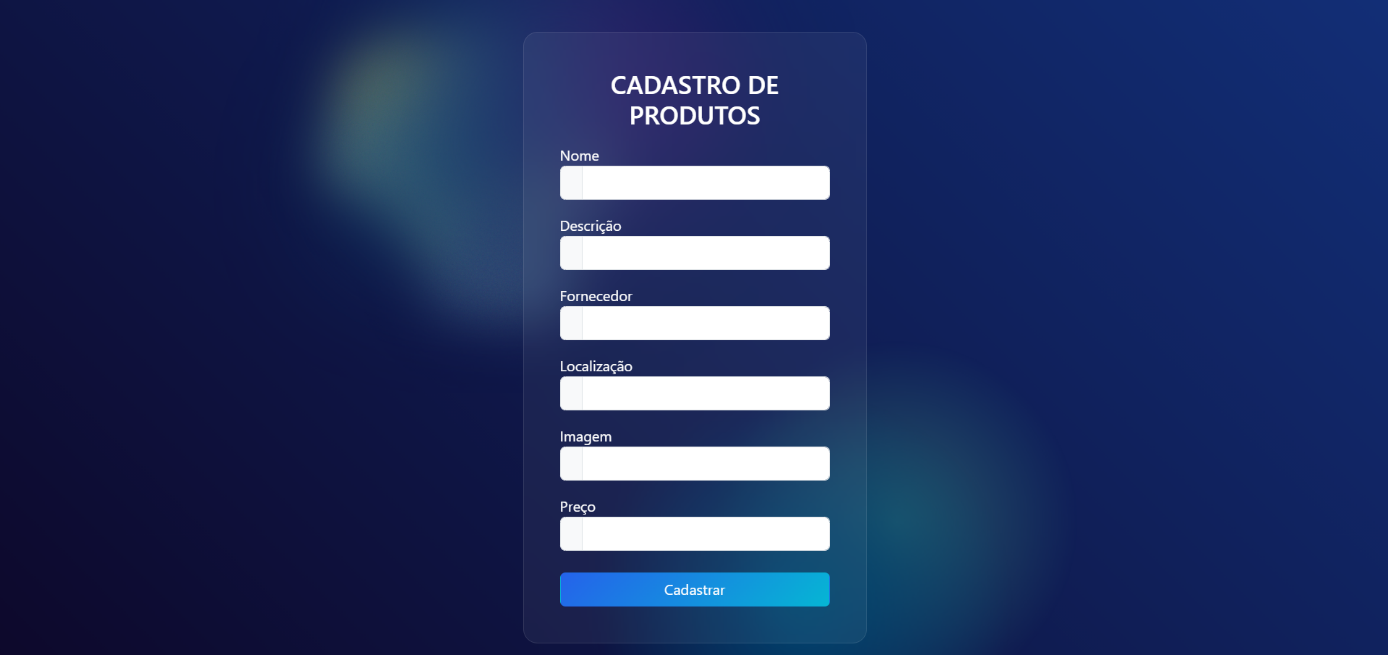 CADASTRO DE
PRODUTOS
Nome
Descrição
Fornecedor
Localização
Imagem
Preço
Cadastrar